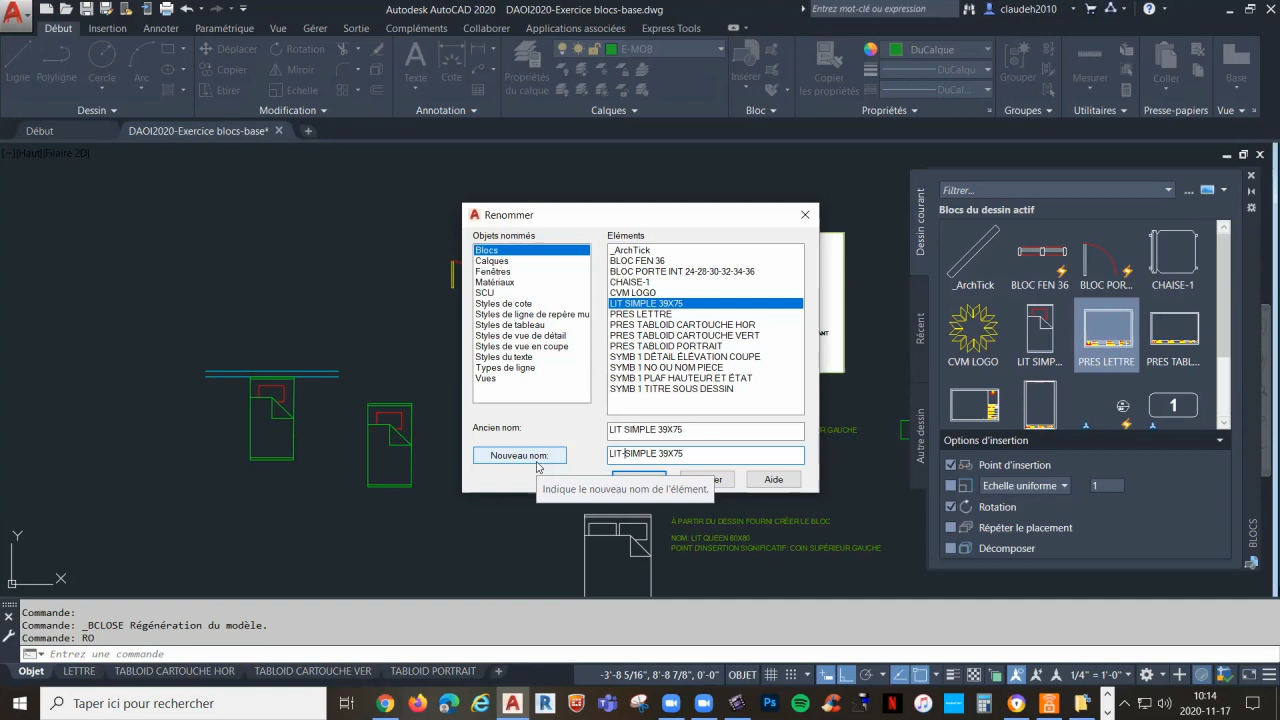 Autodesk AutoCAD 2020 DAOI2020-Exercice blocs-base.dwg
Entrez mot-clé ou expression
claudeh2010
Début Insertion Annoter Paramétrique Vue Gérer Sortie Compléments Collaborer Applications associées Express Tools
Déplacer Rotation E-MOB DuCalque
Ligne Polyligne Cercle Arc
Copier Miroir
Texte Cote
Propriétés du calque
Insérer
Copier les propriétés
DuCalqu
Grouper Mesurer Coller Base
Etirer Echelle
DuCal...
Dessin Modification Annotation Calques Bloc Propriétés Groupes Utilitaires Presse-papiers Vue
Début DAOI2020-Exercice blocs-base*
[−][Haut][Filaire 2D]
Renommer
Objets nommés Eléments
Blocs
Calques
Fenêtres
Matériaux
SCU
Styles de cote
Styles de ligne de repère mu
Styles de tableau
Styles de vue de détail
Styles de vue en coupe
Styles du texte
Types de ligne
Vues
_ArchTick
BLOC FEN 36
BLOC PORTE INT 24-28-30-32-34-36
CHAISE-1
CVM LOGO
LIT SIMPLE 39X75
PRES LETTRE
PRES TABLOID CARTOUCHE HOR
PRES TABLOID CARTOUCHE VERT
PRES TABLOID PORTRAIT
SYMB 1 DÉTAIL ÉLÉVATION COUPE
SYMB 1 NO OU NOM PIECE
SYMB 1 PLAF HAUTEUR ET ÉTAT
SYMB 1 TITRE SOUS DESSIN
Ancien nom: LIT SIMPLE 39X75
Nouveau nom: LIT-SIMPLE 39X75
Indique le nouveau nom de l'élément.
er Aide
ANT
GAUCHE
À PARTIR DU DESSIN FOURNI CRÉER LE BLOC
NOM: LIT QUEEN 60X80
POINT D'INSERTION SIGNIFICATIF: COIN SUPÉRIEUR GAUCHE
Filtrer...
Blocs du dessin actif
Dessin courant
Récent
Autre dessin
_ArchTick BLOC FEN 36 BLOC POR... CHAISE-1
CVM LOGO LIT SIMP... PRES LETTRE PRES TABL...
1
Options d'insertion
Point d'insertion
Echelle uniforme 1
Rotation
Répéter le placement
Décomposer
BLOCS
Y
X
Commande:
Commande: _BCLOSE Régénération du modèle.
Commande: RO
Entrez une commande
Objet LETTRE TABLOID CARTOUCHE HOR TABLOID CARTOUCHE VER TABLOID PORTRAIT
-3'-8 5/16", 8'-8 7/8", 0'-0" OBJET 1/4" = 1'-0"
Taper ici pour rechercher
10:14
2020-11-17